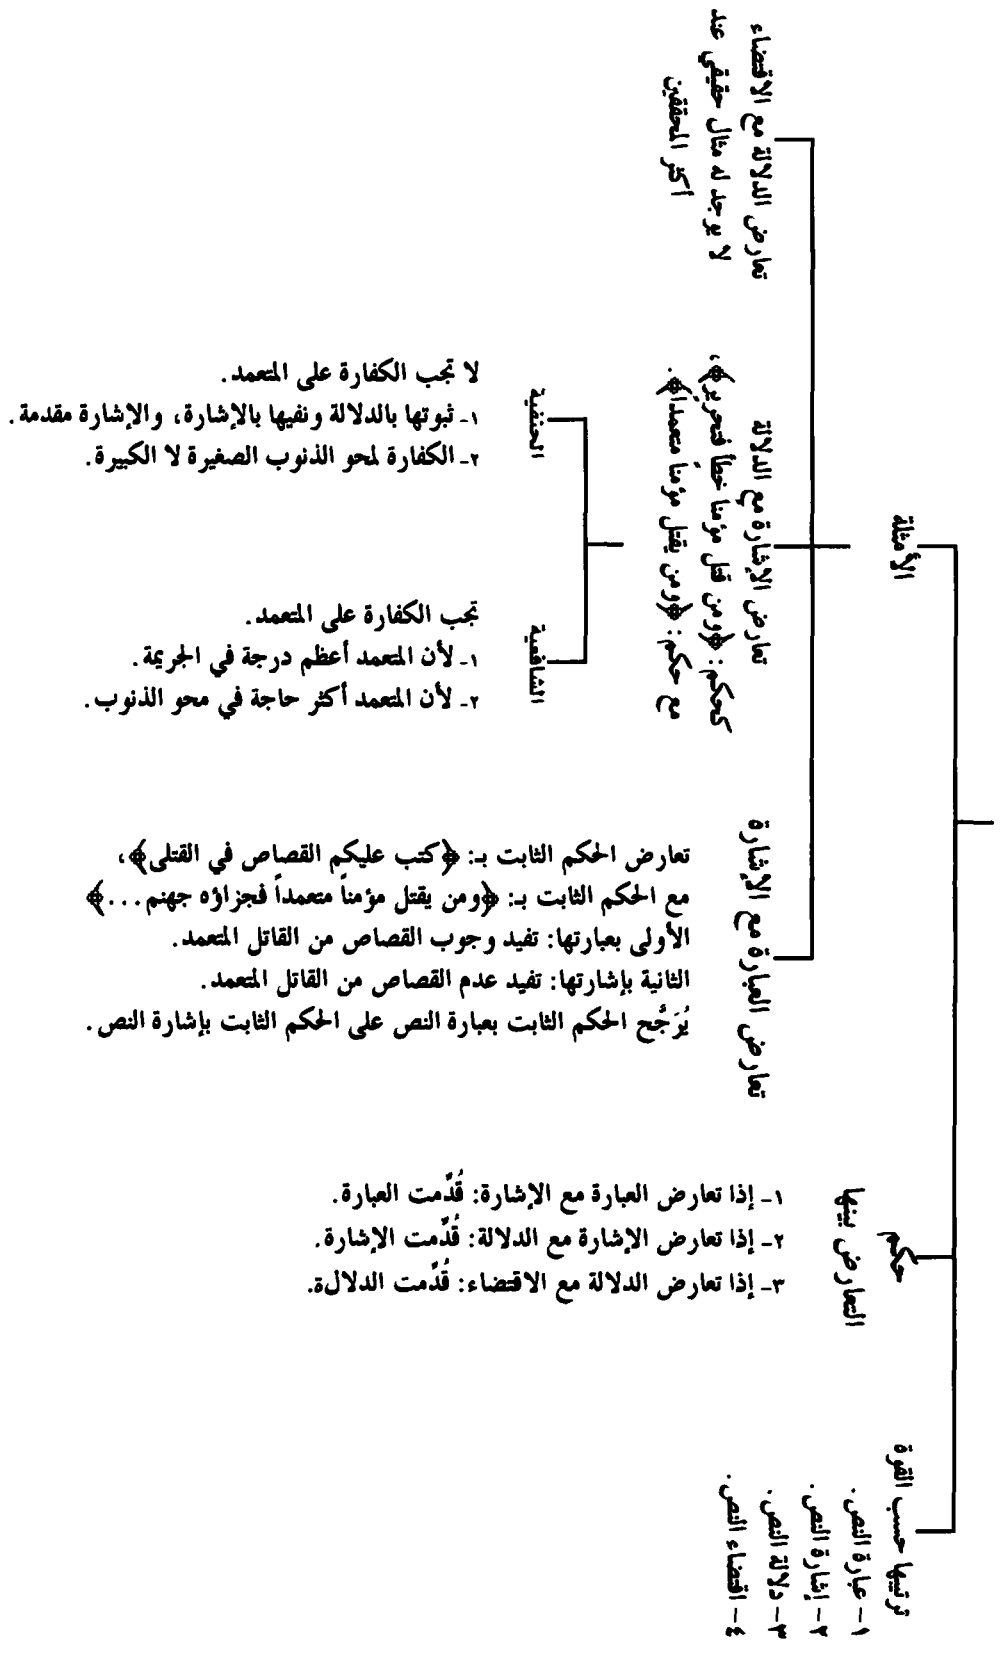 ترتيبها حسب القوة
١- عبارة النص.
٢- إشارة النص.
٣- دلالة النص.
٤- اقتضاء النص.
حكم
التعارض بينها
١- إذا تعارض العبارة مع الإشارة: قُدِّمت العبارة.
٢- إذا تعارض الإشارة مع الدلالة: قُدِّمت الإشارة.
٣- إذا تعارض الدلالة مع الاقتضاء: قُدِّمت الدلالة.
الأمثلة
تعارض العبارة مع الإشارة
تعارض الحكم الثابت بـ: ﴿كتب عليكم القصاص في القتلى﴾،
مع الحكم الثابت بـ: ﴿ومن يقتل مؤمناً متعمداً فجزاؤه جهنم...﴾
الأولى بعبارتها: تفيد وجوب القصاص من القاتل المتعمد.
الثانية بإشارتها: تفيد عدم القصاص من القاتل المتعمد.
يُرَجَّح الحكم الثابت بعبارة النص على الحكم الثابت بإشارة النص.
تعارض الإشارة مع الدلالة
كحكم: ﴿ومن قتل مؤمنا خطأ فتحرير﴾،
مع حكم: ﴿ومن يقتل مؤمناً متعمداً﴾.
الشافعية
تجب الكفارة على المتعمد.
١- لأن المتعمد أعظم درجة في الجريمة.
٢- لأن المتعمد أكثر حاجة في محو الذنوب.
الحنفية
لا تجب الكفارة على المتعمد.
١- ثبوتها بالدلالة ونفيها بالإشارة، والإشارة مقدمة.
٢- الكفارة لمحو الذنوب الصغيرة لا الكبيرة.
تعارض الدلالة مع الاقتضاء
لا يوجد له مثال حقيقي عند
أكثر المحققين